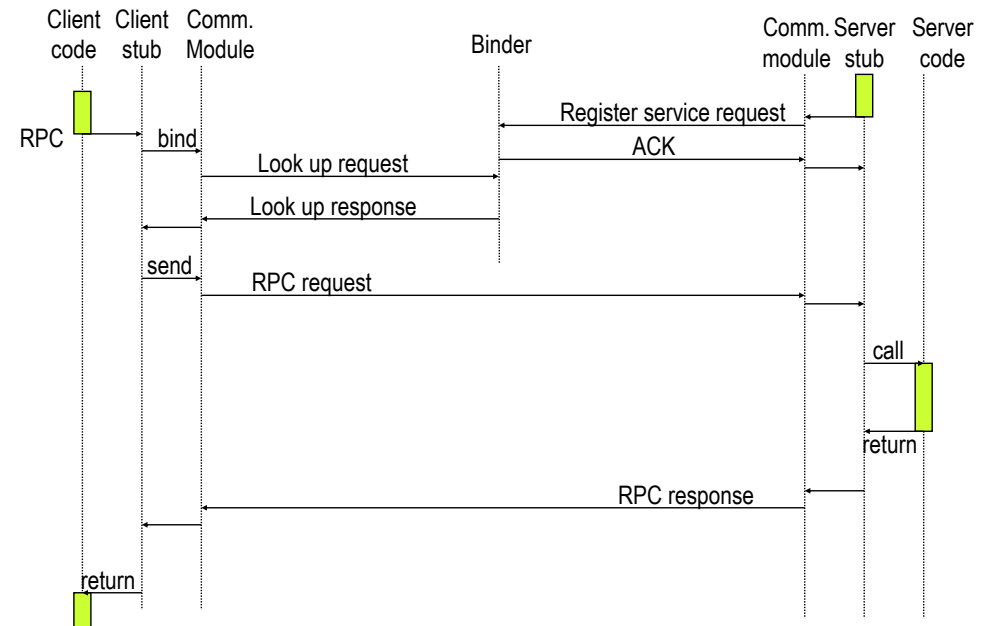 Client
code
Client
stub
Comm.
Module
Binder
Comm.
module
Server
stub
Server
code
Register service request
RPC
bind
ACK
Look up request
Look up response
send
RPC request
call
return
RPC response
return